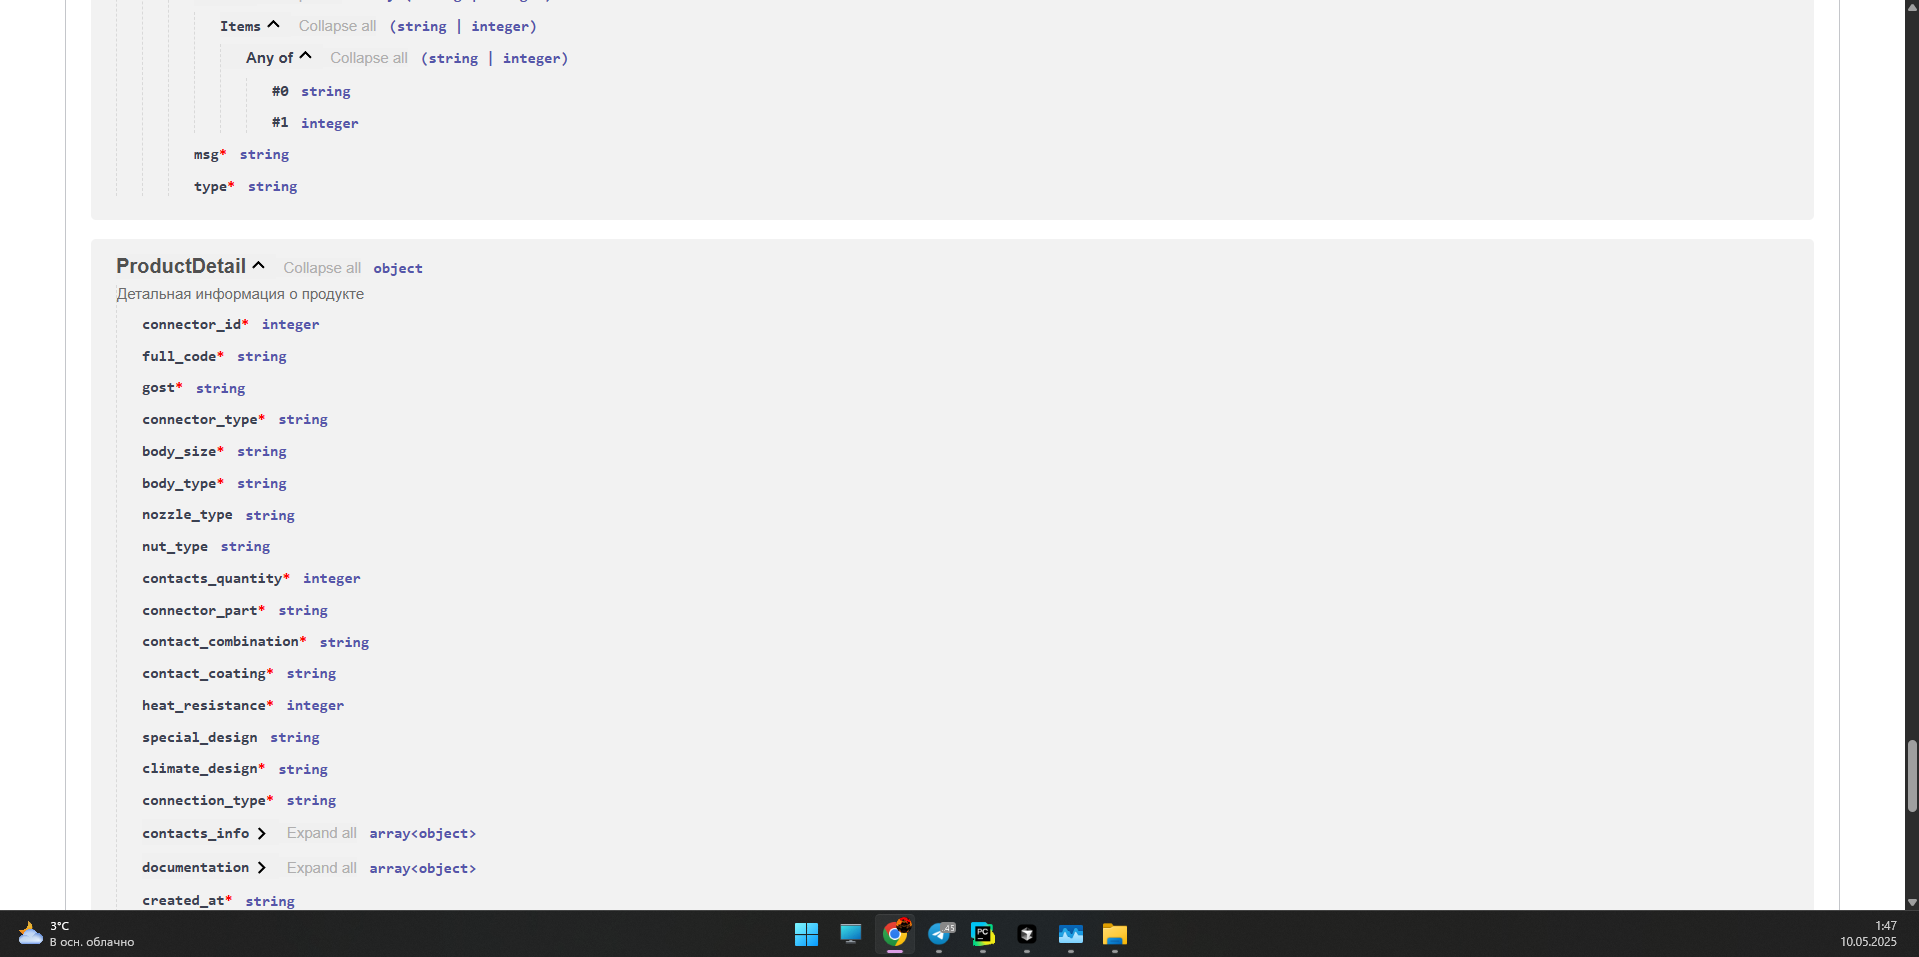 Items Collapse all (string | integer)
Any of Collapse all (string | integer)
#0 string
#1 integer
msg* string
type* string
ProductDetail Collapse all object
Детальная информация о продукте
connector_id* integer
full_code* string
gost* string
connector_type* string
body_size* string
body_type* string
nozzle_type string
nut_type string
contacts_quantity* integer
connector_part* string
contact_combination* string
contact_coating* string
heat_resistance* integer
special_design string
climate_design* string
connection_type* string
contacts_info Expand all array<object>
documentation Expand all array<object>
created_at* string
3°C
В осн. облачно
45
PC
1:47
10.05.2025